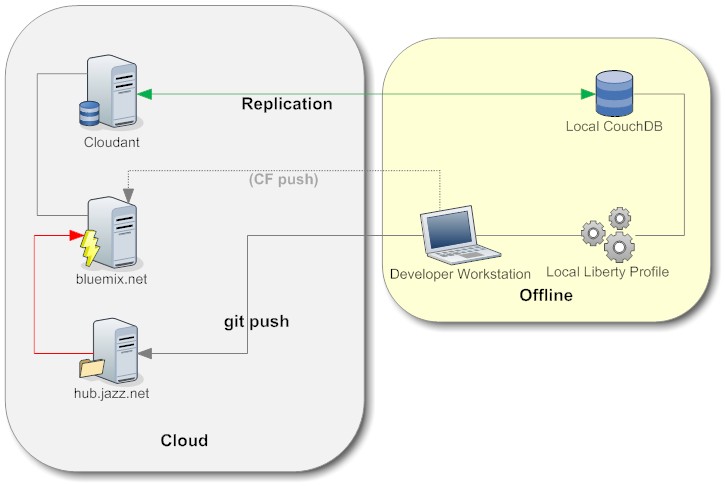 Replication
Cloudant
Local CouchDB
(CF push)
bluemix.net
Developer Workstation
Local Liberty Profile
Offline
git push
hub.jazz.net
Cloud